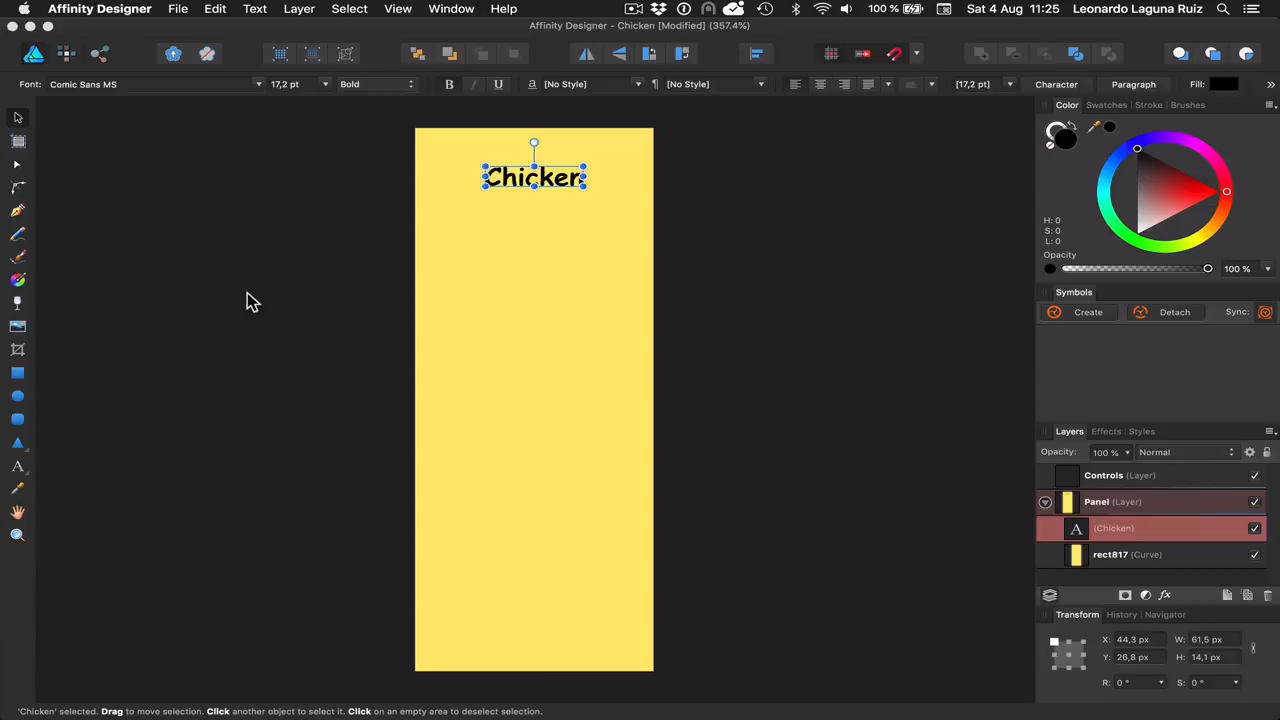 Affinity Designer File Edit Text Layer Select Arrange View Window Help 100 % Sat 4 Aug 11:25 Leonardo Laguna Ruiz
Affinity Designer - Chicken [Modified] (357.4%)
Font: Comic Sans MS 17,2 pt Bold B I U a [No Style] ¶ [No Style] [17,2 pt] Character Paragraph Fill: »
Color Swatches Stroke Brushes
H: 0
S: 0
L: 0
Opacity
100 %
Symbols
Create Detach Sync:
Chicken
Layers Effects Styles
Opacity: 100 % Normal
Controls (Layer)
Panel (Layer)
A (Chicken)
rect817 (Curve)
fx
Transform History Navigator
X: 44,3 px W: 61,5 px
Y: 26,8 px H: 14,1 px
R: 0 ° S: 0 °
'Chicken' selected. Drag to move selection. Click another object to select it. Click on an empty area to deselect selection.